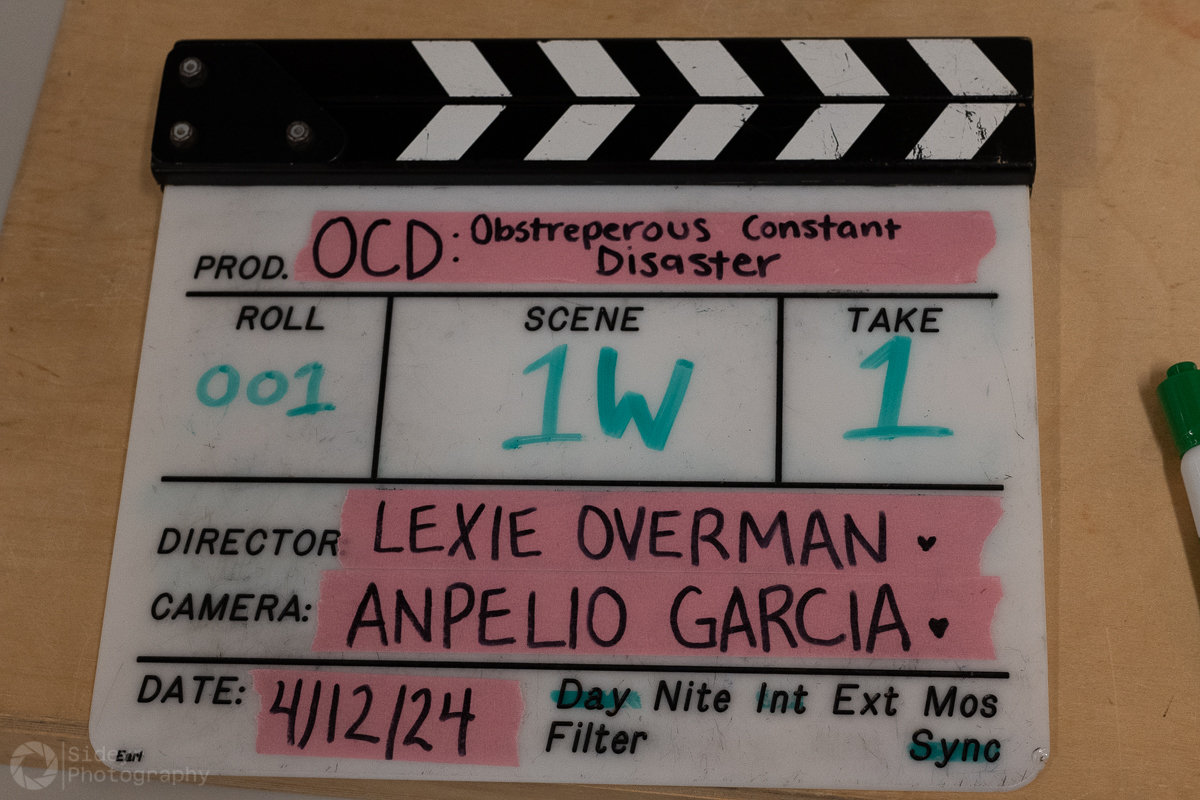 PROD. OCD: Obstreperous Constant
Disaster
ROLL SCENE TAKE
001 1W 1
DIRECTOR LEXIE OVERMAN ♥
CAMERA: ANPELIO GARCIA ♥
DATE: 4/12/24 Day Nite Int Ext Mos
Filter Sync
Earl
Photography